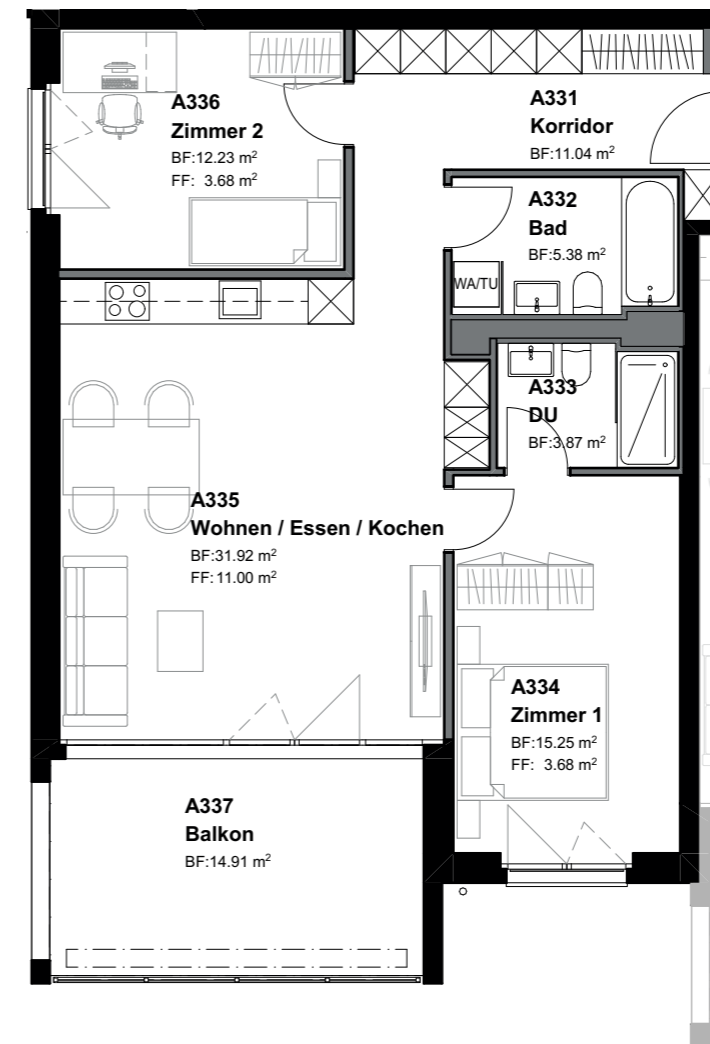 A336
Zimmer 2
BF:12.23 m²
FF: 3.68 m²
A331
Korridor
BF:11.04 m²
A332
Bad
BF:5.38 m²
WA/TU
A333
DU
BF:3.87 m²
A335
Wohnen / Essen / Kochen
BF:31.92 m²
FF: 11.00 m²
A334
Zimmer 1
BF:15.25 m²
FF: 3.68 m²
A337
Balkon
BF:14.91 m²